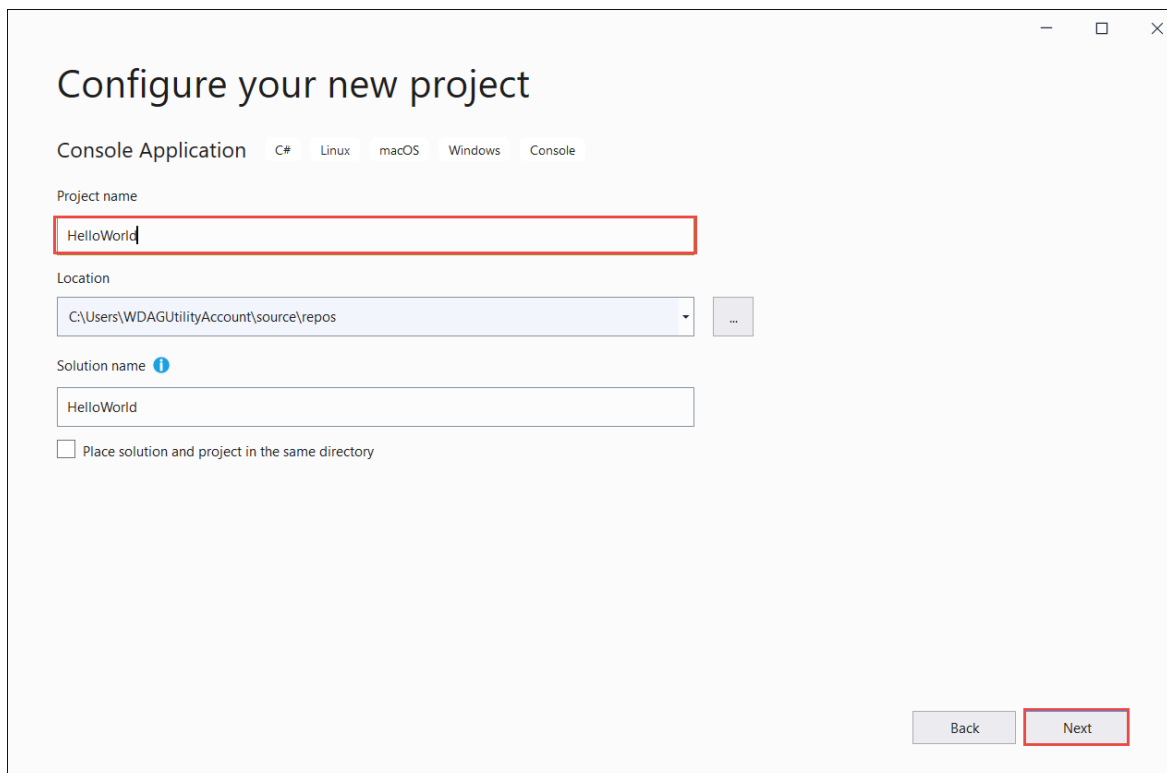 Configure your new project
Console Application C# Linux macOS Windows Console
Project name
HelloWorld
Location
C:\Users\WDAGUtilityAccount\source\repos
...
Solution name
HelloWorld
Place solution and project in the same directory
Back Next